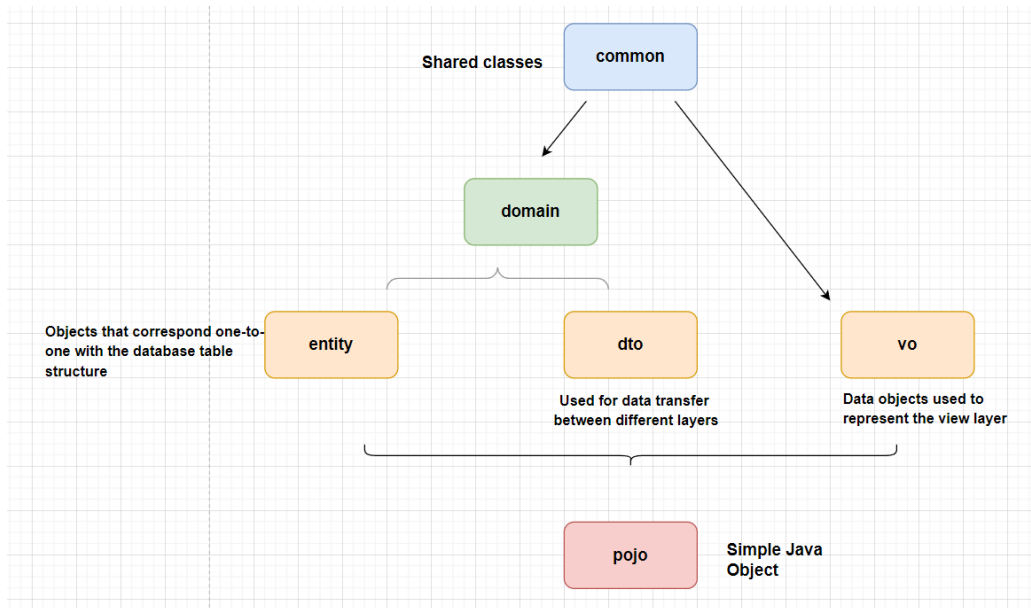 common
Shared classes
domain
Objects that correspond one-to-
one with the database table
structure
entity
dto
vo
Used for data transfer
between different layers
Data objects used to
represent the view layer
pojo
Simple Java
Object